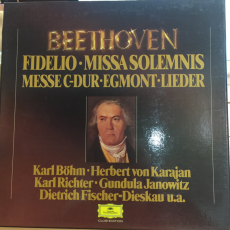 BEETHOVEN
FIDELIO · MISSA SOLEMNIS
MESSE C-DUR · EGMONT · LIEDER
Karl Böhm · Herbert von Karajan
Karl Richter · Gundula Janowitz
Dietrich Fischer-Dieskau u.a.